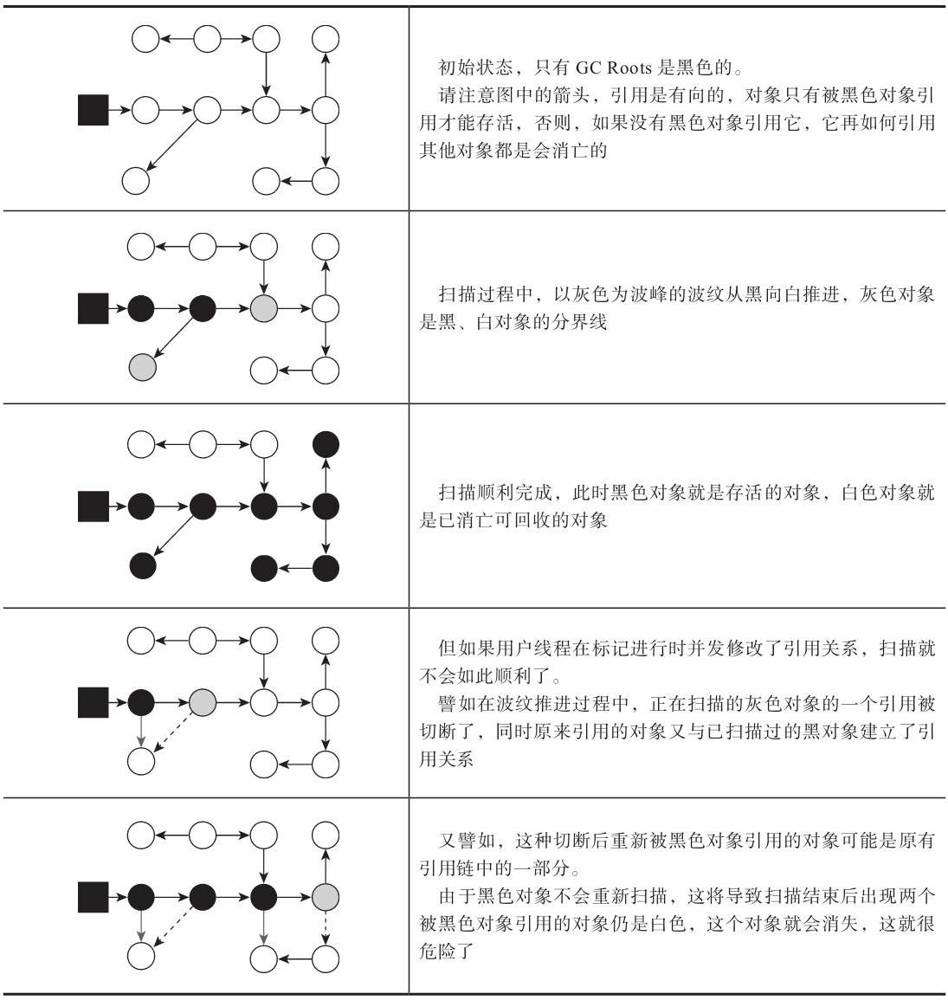 初始状态，只有 GC Roots 是黑色的。
请注意图中的箭头，引用是有向的，对象只有被黑色对象引
用才能存活，否则，如果没有黑色对象引用它，它再如何引用
其他对象都是会消亡的
扫描过程中，以灰色为波峰的波纹从黑向白推进，灰色对象
是黑、白对象的分界线
扫描顺利完成，此时黑色对象就是存活的对象，白色对象就
是已消亡可回收的对象
但如果用户线程在标记进行时并发修改了引用关系，扫描就
不会如此顺利了。
譬如在波纹推进过程中，正在扫描的灰色对象的一个引用被
切断了，同时原来引用的对象又与已扫描过的黑对象建立了引
用关系
又譬如，这种切断后重新被黑色对象引用的对象可能是原有
引用链中的一部分。
由于黑色对象不会重新扫描，这将导致扫描结束后出现两个
被黑色对象引用的对象仍是白色，这个对象就会消失，这就很
危险了